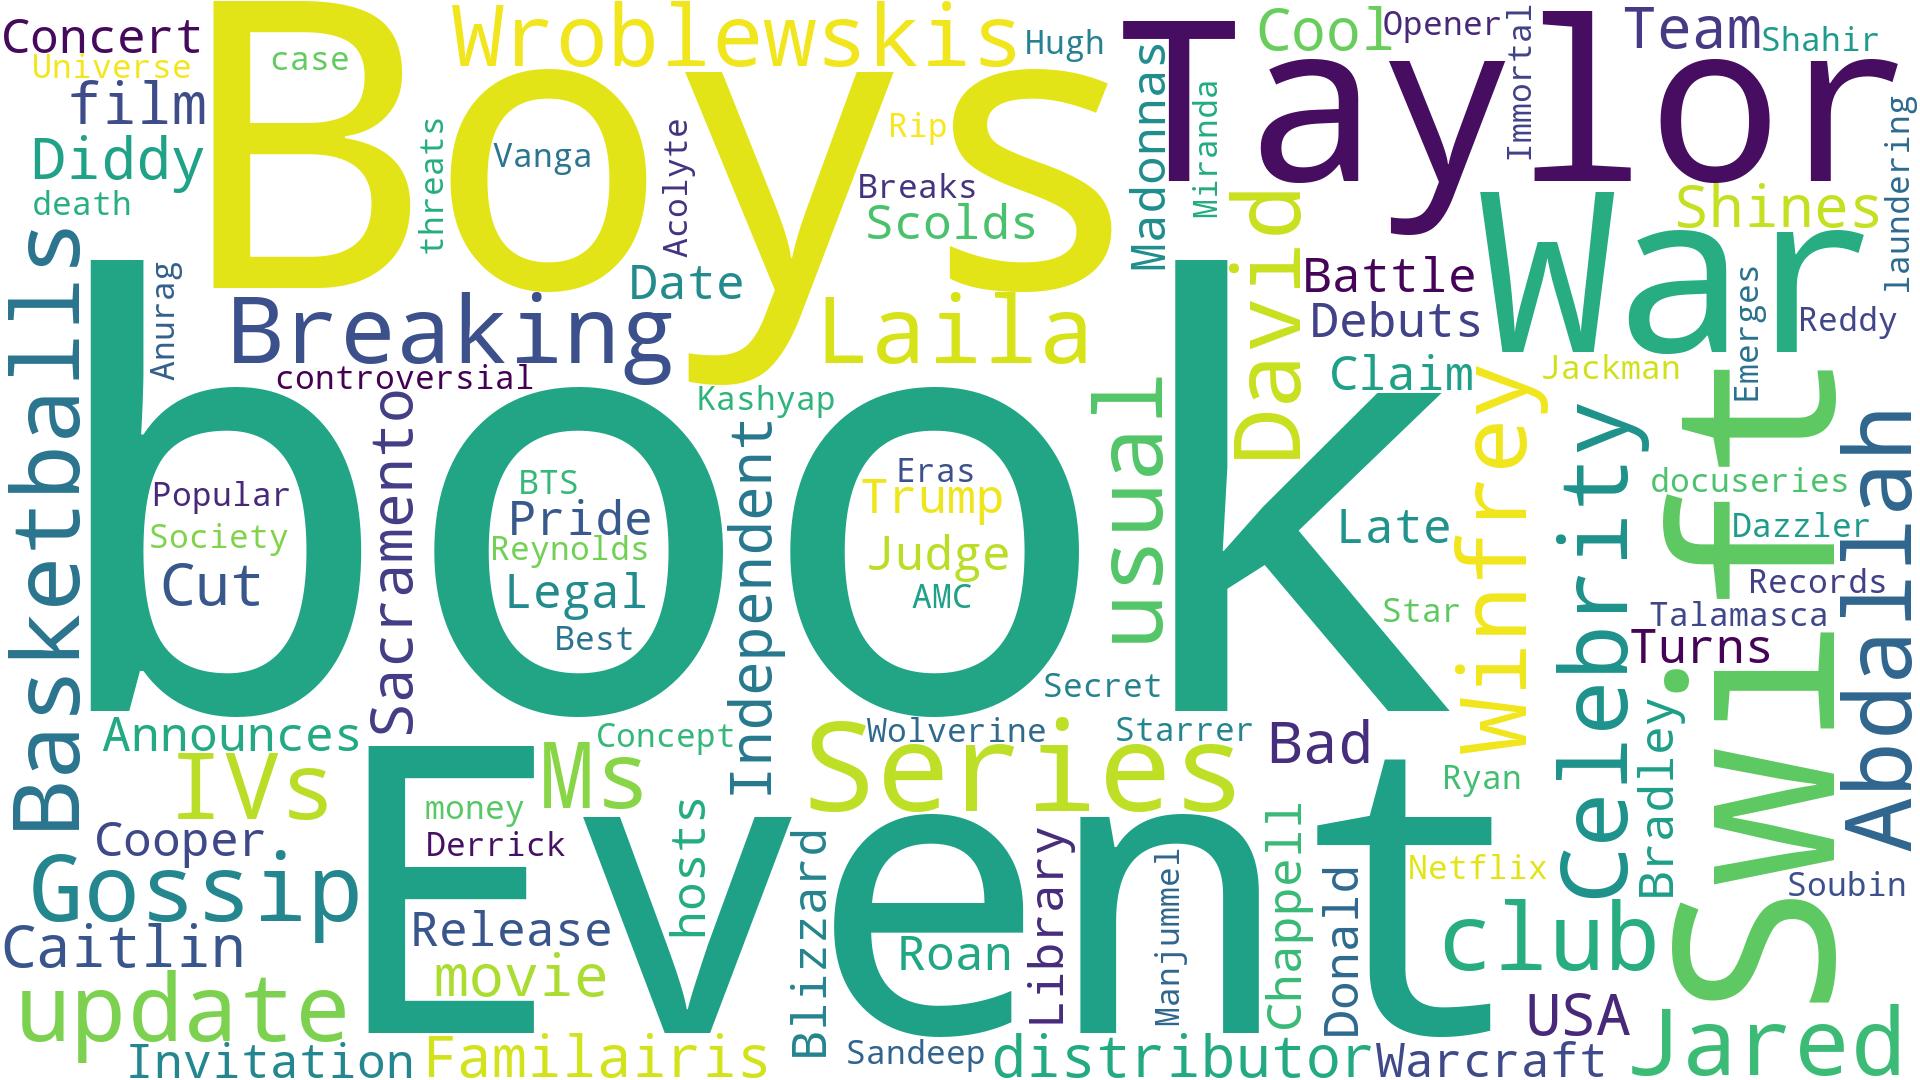 Concert
Universe
film
Diddy
death
Boys
case
Wroblewskis
Hugh
threats
Vanga
Acolyte
Rip
Breaks
Scolds
Madonnas
Miranda
Taylor
Cool
Opener
Immortal
Team
Shahir
laundering
Shines
War
David
Battle
Debuts
Claim
Emerges
Reddy
Jackman
Basketballs
Anurag
Breaking
Date
Laila
controversial
Kashyap
book
Popular
Society
Cut
Sacramento
BTS
Pride
Reynolds
Legal
Best
Independent
Eras
Trump
Judge
AMC
usual
Secret
Late
Star
Winfrey
Celebrity
Swift
docuseries
Dazzler
Records
Talamasca
Turns
Abdallah
Announces
IVs
Cooper
Gossip
Caitlin
update
Invitation
Event
money
Derrick
Ms
Concept
Wolverine
Starrer
Series
Bad
Ryan
Bradley
hosts
Release
movie
Familairis
Blizzard
Roan
Library
Manjummel
chappell
Donald
Netflix
Soubin
club
USA
Jared
Sandeep
distributor
Warcraft